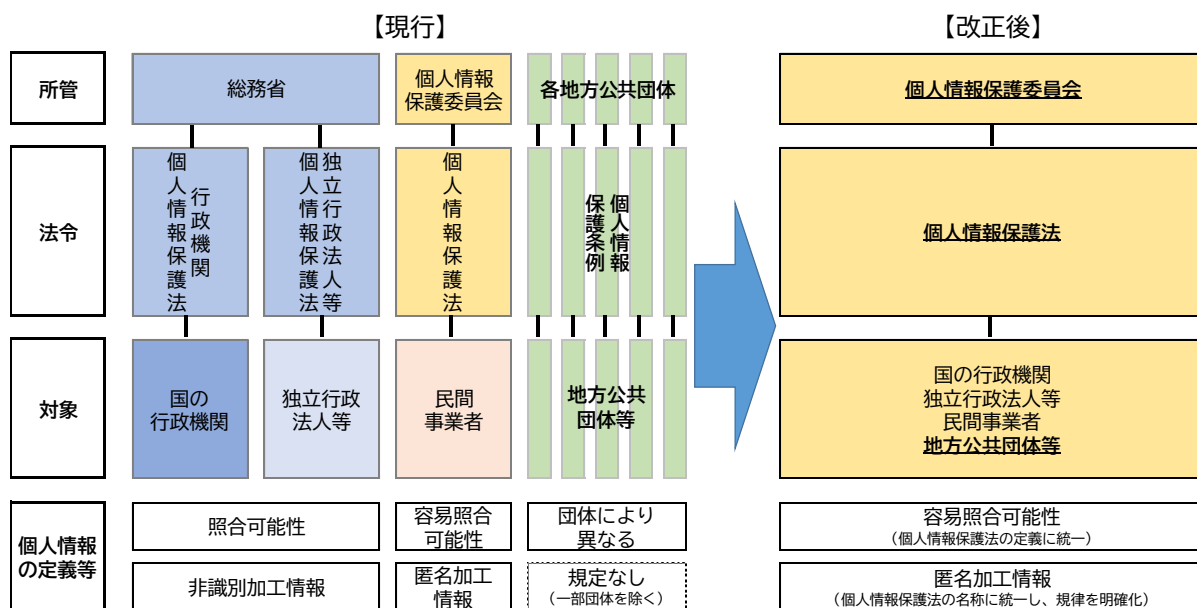 【現行】
【改正後】
所管
総務省
個人情報
保護委員会
各地方公共団体
個人情報保護委員会
法令
行政機関
個人情報保護法
独立行政法人等
個人情報保護法
個人情報保護法
個人情報
保護条例
個人情報保護法
対象
国の
行政機関
独立行政
法人等
民間
事業者
地方公共
団体等
国の行政機関
独立行政法人等
民間事業者
地方公共団体等
個人情報
の定義等
照合可能性
容易照合
可能性
団体により
異なる
容易照合可能性
（個人情報保護法の定義に統一）
非識別加工情報
匿名加工
情報
規定なし
（一部団体を除く）
匿名加工情報
（個人情報保護法の名称に統一し、規律を明確化）